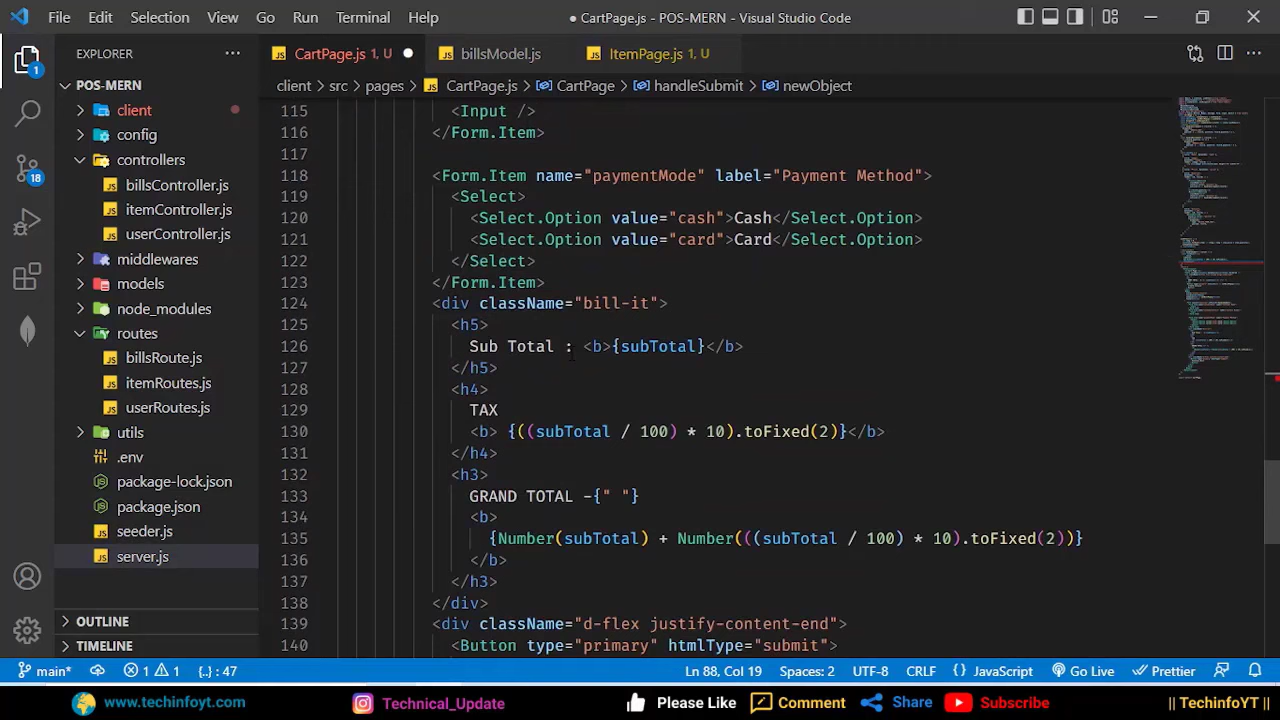 File Edit Selection View Go Run Terminal Help
● CartPage.js - POS-MERN - Visual Studio Code
EXPLORER
CartPage.js 1, U ●
billsModel.js
ItemPage.js 1, U
POS-MERN
client > src > pages > CartPage.js > CartPage > handleSubmit > newObject
client
config
controllers
billsController.js
itemController.js
userController.js
middlewares
models
node_modules
routes
billsRoute.js
itemRoutes.js
userRoutes.js
utils
.env
package-lock.json
package.json
seeder.js
server.js
OUTLINE
TIMELINE
1
18
115 <Input />
116 </Form.Item>
117
118 <Form.Item name="paymentMode" label="Payment Method">
119 <Select>
120 <Select.Option value="cash">Cash</Select.Option>
121 <Select.Option value="card">Card</Select.Option>
122 </Select>
123 </Form.Item>
124 <div className="bill-it">
125 <h5>
126 Sub Total : <b>{subTotal}</b>
127 </h5>
128 <h4>
129 TAX
130 <b> {((subTotal / 100) * 10).toFixed(2)}</b>
131 </h4>
132 <h3>
133 GRAND TOTAL -{" "}
134 <b>
135 {Number(subTotal) + Number(((subTotal / 100) * 10).toFixed(2))}
136 </b>
137 </h3>
138 </div>
139 <div className="d-flex justify-content-end">
140 <Button type="primary" htmlType="submit">
main* 1 1 {..} : 47
Ln 88, Col 19 Spaces: 2 UTF-8 CRLF {} JavaScript Go Live Prettier
www.techinfoyt.com Technical_Update Please Like Comment Share Subscribe || TechinfoYT ||